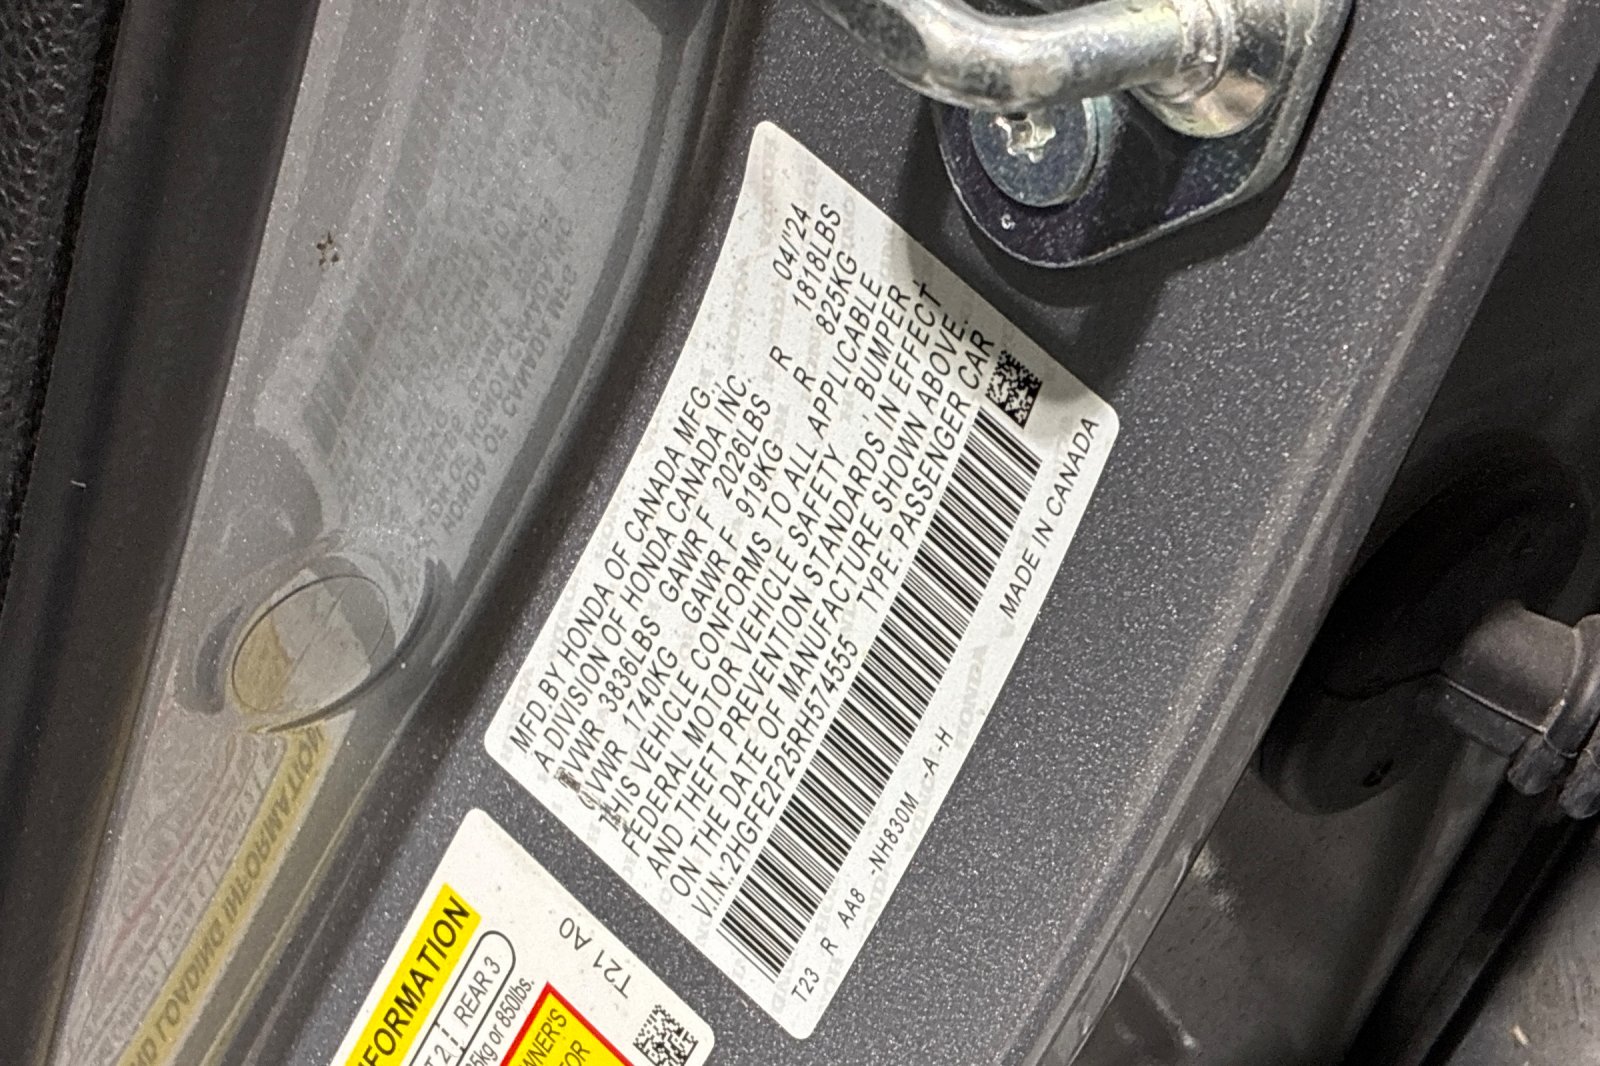 MFD BY HONDA OF CANADA MFG. 04/'24
A DIVISION OF HONDA CANADA INC.
GVWR 3836LBS GAWR F 2026LBS R 1818LBS
GVWR 1740KG GAWR F 919KG R 825KG
THIS VEHICLE CONFORMS TO ALL APPLICABLE
FEDERAL MOTOR VEHICLE SAFETY, BUMPER,
AND THEFT PREVENTION STANDARDS IN EFFECT
ON THE DATE OF MANUFACTURE SHOWN ABOVE.
V.I.N.:2HGFE2F25RH574555 TYPE:PASSENGER CAR
T23 R AA8 -NH830M -A-H MADE IN CANADA
T21 A0
REAR 3